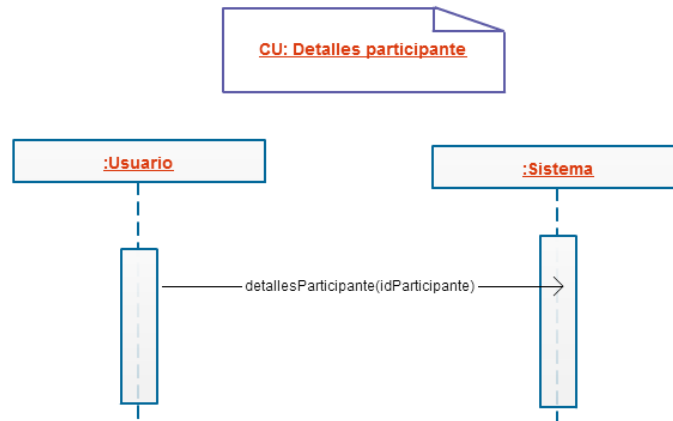 CU: Detalles participante
:Usuario
:Sistema
detallesParticipante(idParticipante)